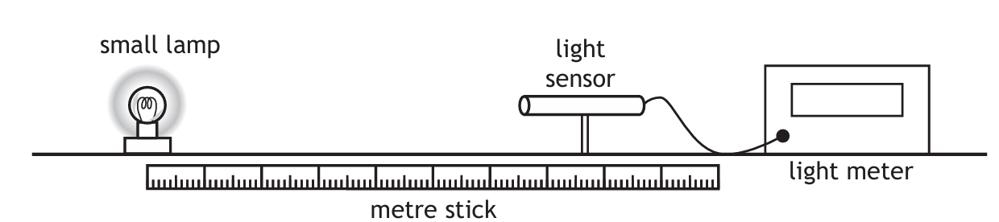 small lamp
light
sensor
light meter
metre stick